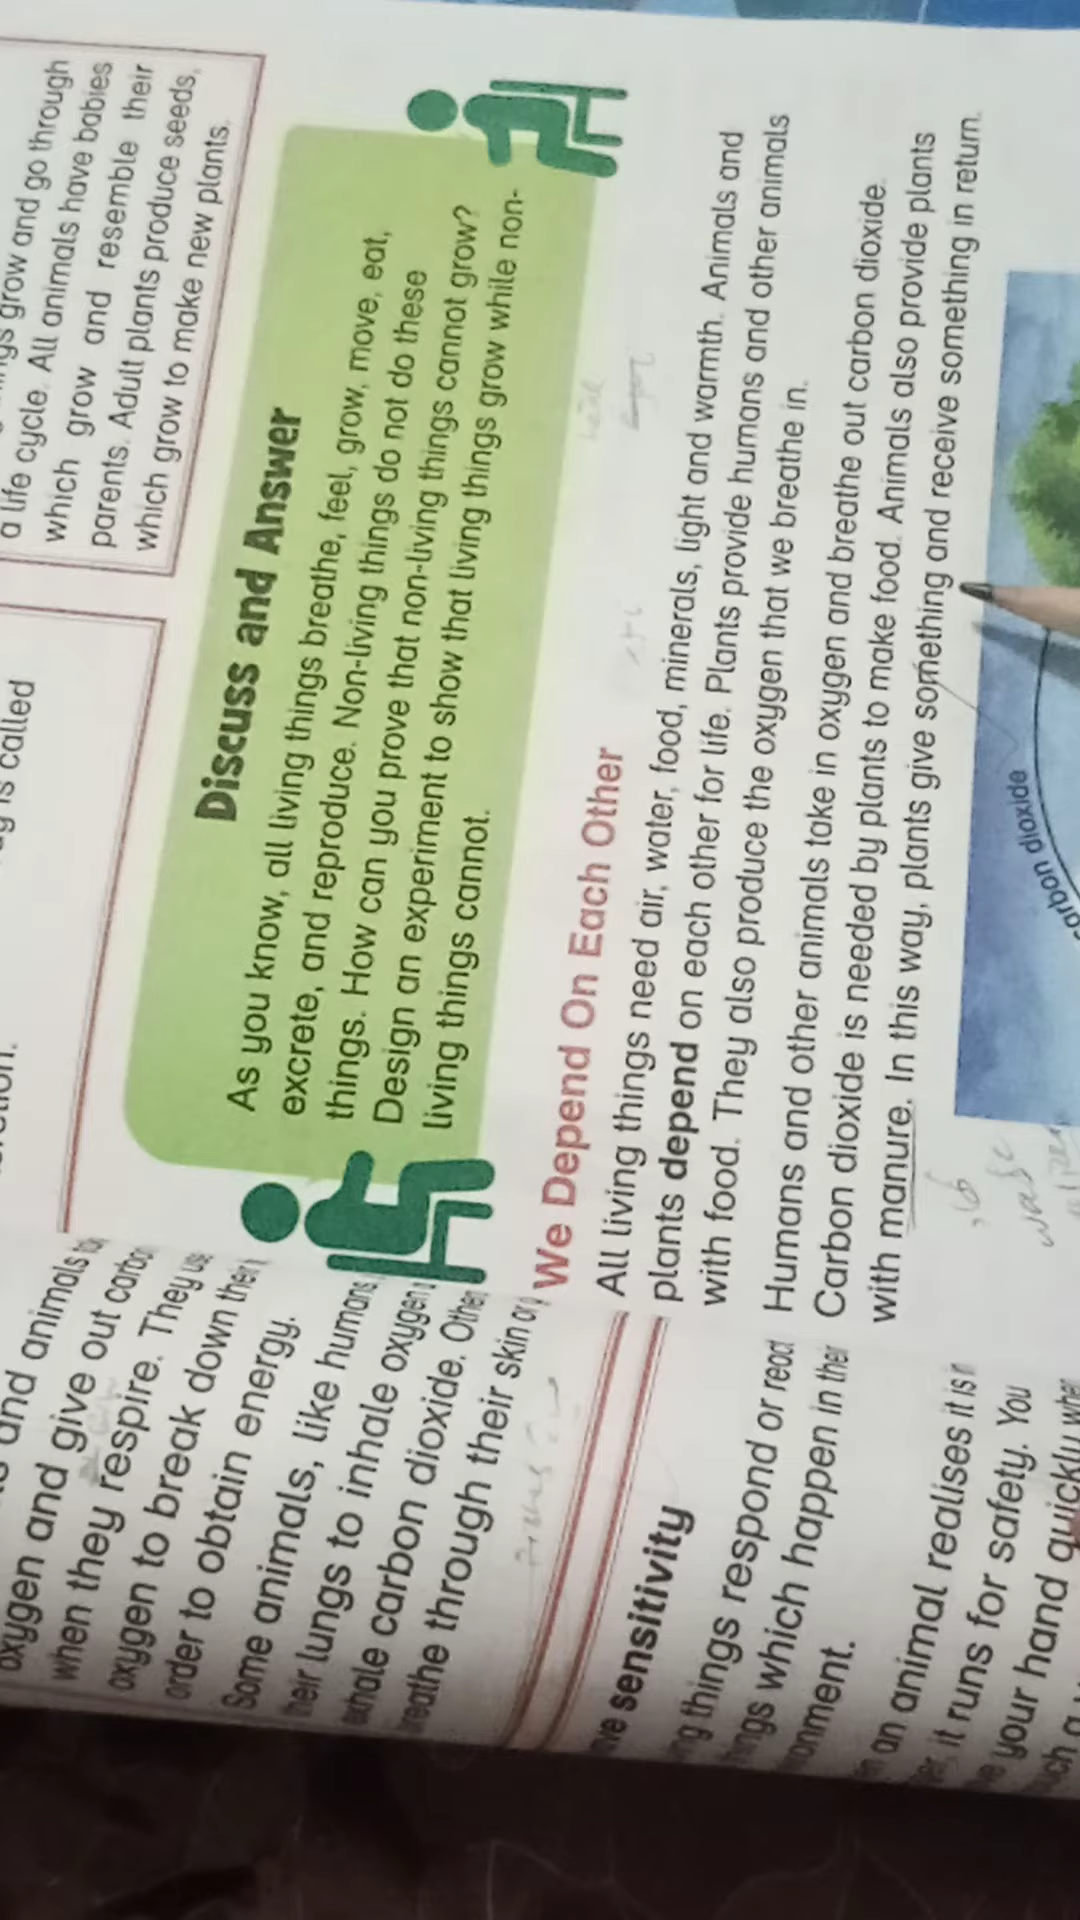 grow and go through
a life cycle. All animals have babies
which grow and resemble their
parents. Adult plants produce seeds,
which grow to make new plants.
is called
Discuss and Answer
As you know, all living things breathe, feel, grow, move, eat,
excrete, and reproduce. Non-living things do not do these
things. How can you prove that non-living things cannot grow?
Design an experiment to show that living things grow while non-
living things cannot.
We Depend On Each Other
All living things need air, water, food, minerals, light and warmth. Animals and
plants depend on each other for life. Plants provide humans and other animals
with food. They also produce the oxygen that we breathe in.
Humans and other animals take in oxygen and breathe out carbon dioxide.
Carbon dioxide is needed by plants to make food. Animals also provide plants
with manure. In this way, plants give something and receive something in return.
carbon dioxide
and animals
oxygen and give out carbon
when they respire. They use
oxygen to break down their
order to obtain energy.
Some animals, like humans,
their lungs to inhale oxygen
exhale carbon dioxide. Other
breathe through their skin or
sensitivity
things respond or react
which happen in their
an animal realises it is
it runs for safety. You
your hand quickly when